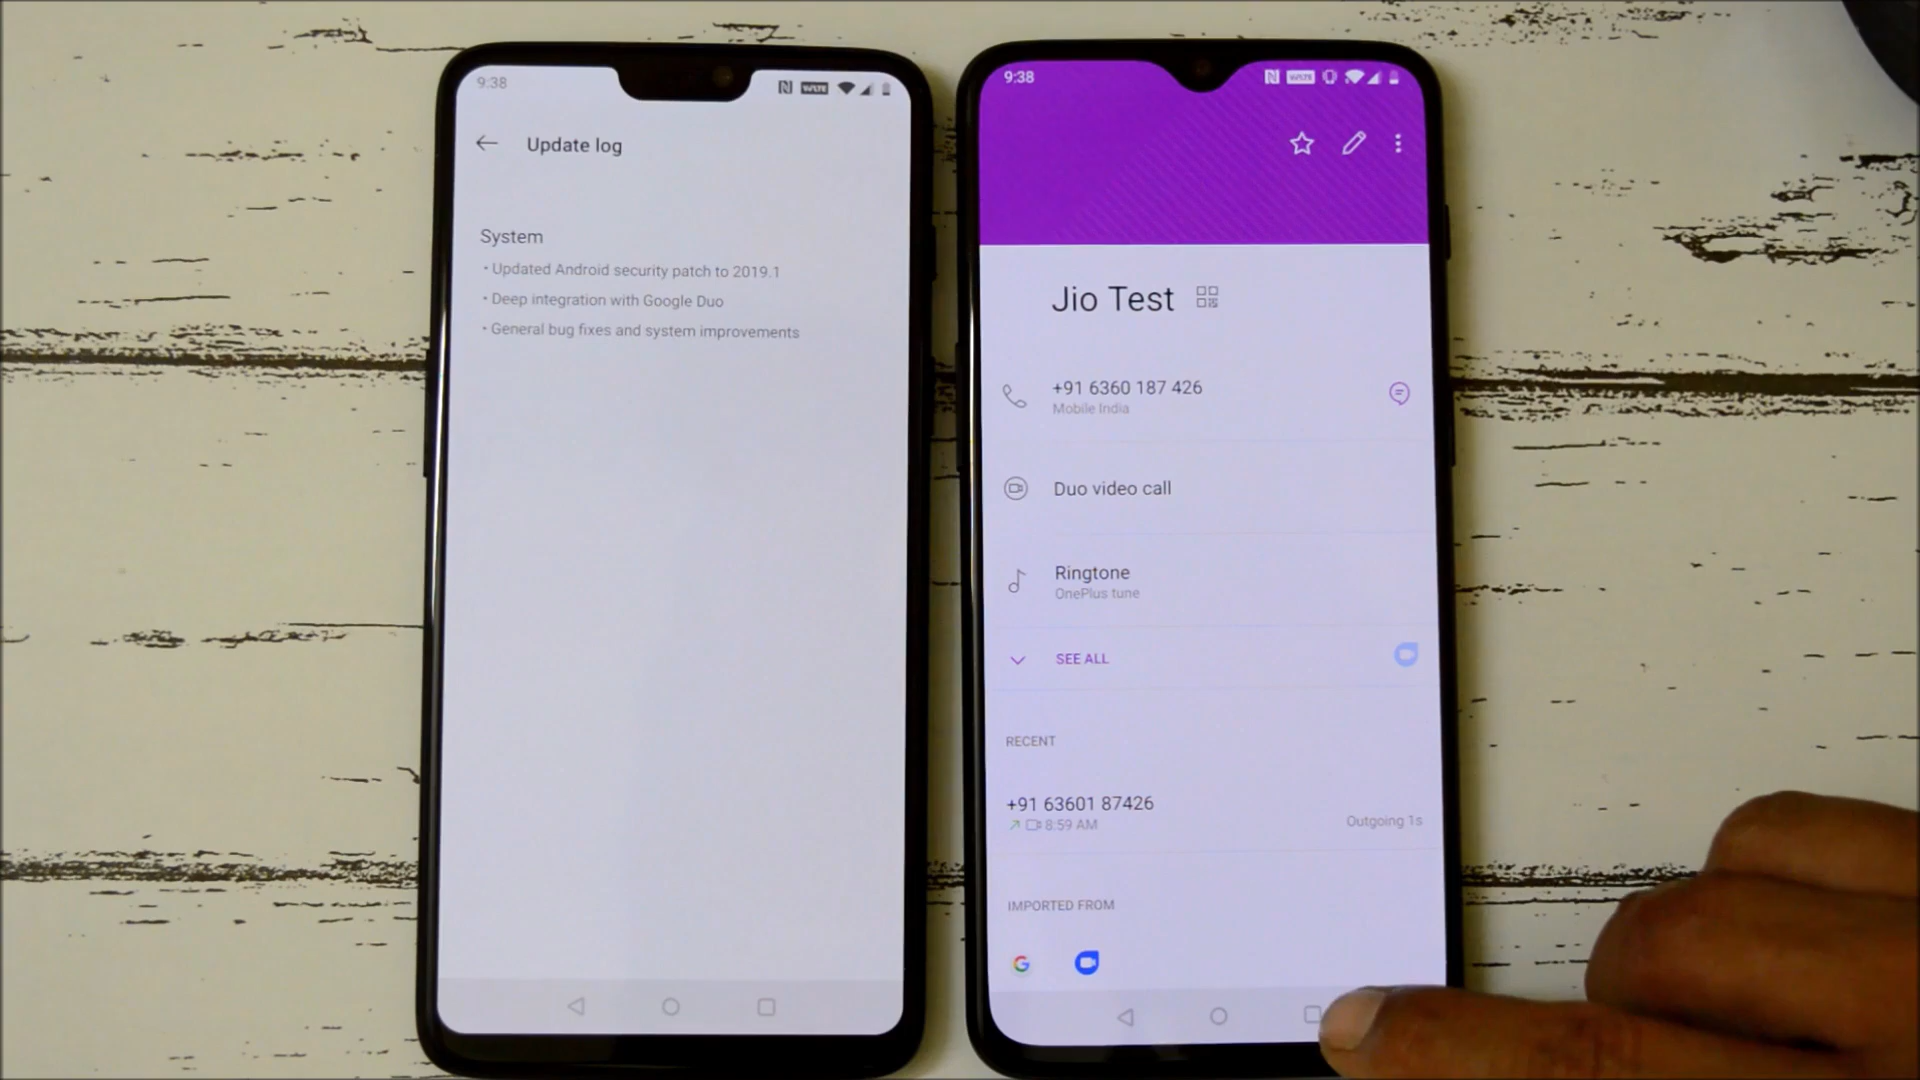 9:38
VoLTE
Update log
System
• Updated Android security patch to 2019.1
• Deep integration with Google Duo
• General bug fixes and system improvements
9:38
VoLTE
Jio Test
+91 6360 187 426
Mobile India
Duo video call
Ringtone
OnePlus tune
SEE ALL
RECENT
+91 63601 87426
8:59 AM
Outgoing 1s
IMPORTED FROM